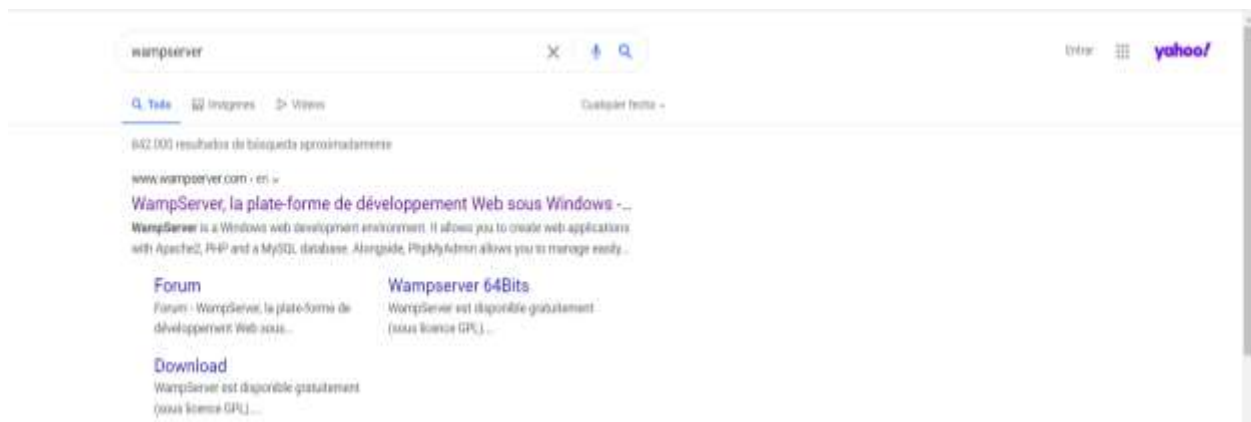 wampserver
Entrar
yahoo!
Todo Imágenes Vídeos Cualquier fecha
842.000 resultados de búsqueda aproximadamente
www.wampserver.com › en
WampServer, la plate-forme de développement Web sous Windows -...
WampServer is a Windows web development environment. It allows you to create web applications
with Apache2, PHP and a MySQL database. Alongside, PhpMyAdmin allows you to manage easily...
Forum
Forum - WampServer, la plate-forme de
développement Web sous...
Wampserver 64Bits
WampServer est disponible gratuitement
(sous licence GPL)...
Download
WampServer est disponible gratuitement
(sous licence GPL)...